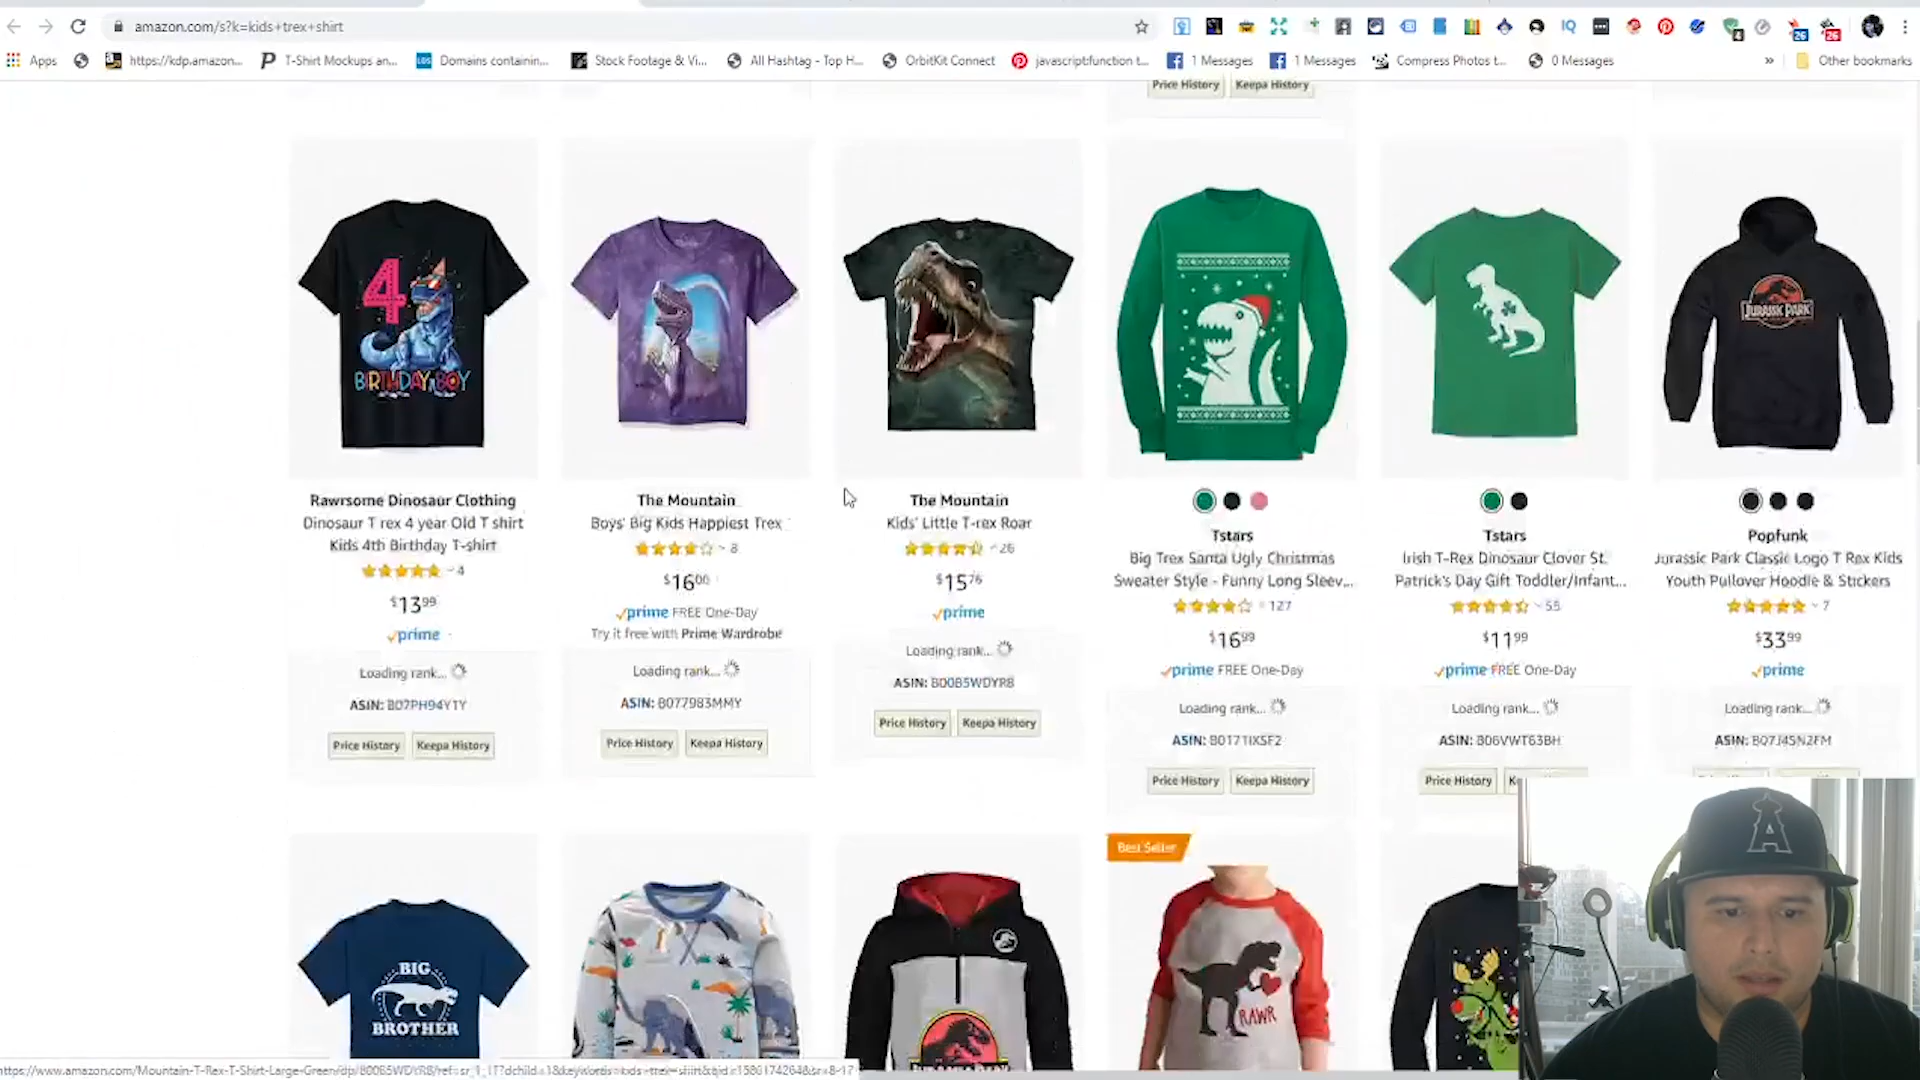 amazon.com/s?k=kids+trex+shirt
Apps
https://kdp.amazon...
T-Shirt Mockups an...
Domains containin...
Stock Footage & Vi...
All Hashtag - Top H...
OrbitKit Connect
javascript:function t...
1 Messages
1 Messages
Compress Photos t...
0 Messages
»
Other bookmarks
Price History
Keepa History
4
BIRTHDAY BOY
JURASSIC PARK
Rawrsome Dinosaur Clothing
Dinosaur T rex 4 year Old T shirt
Kids 4th Birthday T-shirt
4
$13.99
prime
Loading rank...
ASIN: B07PH94Y1Y
Price History
Keepa History
The Mountain
Boys' Big Kids Happiest Trex
8
$16.00
prime FREE One-Day
Try it free with Prime Wardrobe
Loading rank...
ASIN: B077983MMY
Price History
Keepa History
The Mountain
Kids' Little T-rex Roar
26
$15.76
prime
Loading rank...
ASIN: B00B5WDYR8
Price History
Keepa History
Tstars
Big Trex Santa Ugly Christmas
Sweater Style - Funny Long Sleev...
127
$16.99
prime FREE One-Day
Loading rank...
ASIN: B0171IXSF2
Price History
Keepa History
Tstars
Irish T-Rex Dinosaur Clover St.
Patrick's Day Gift Toddler/Infant...
55
$11.99
prime FREE One-Day
Loading rank...
ASIN: B06VWT63BH
Price History
Popfunk
Jurassic Park Classic Logo T Rex Kids
Youth Pullover Hoodie & Stickers
7
$33.99
prime
Loading rank...
ASIN: B07J45N2FM
BIG
BROTHER
Best Seller
RAWR
A